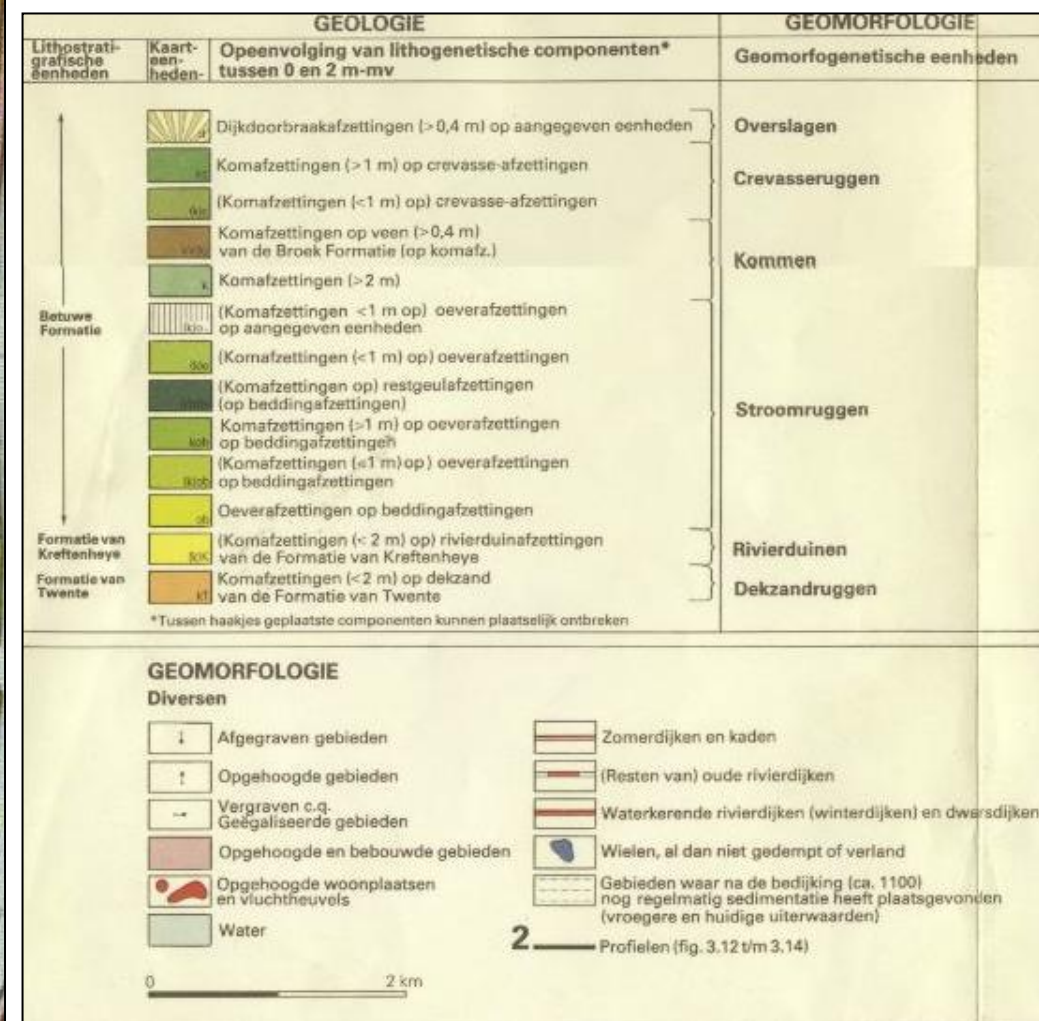 GEOLOGIE
GEOMORFOLOGIE
Lithostrati-
grafische
eenheden
Kaart-
een-
heden-
Opeenvolging van lithogenetische componenten*
tussen 0 en 2 m-mv
Geomorfogenetische eenheden
Dijkdoorbraakafzettingen (>0,4 m) op aangegeven eenheden
Overslagen
Komafzettingen (>1 m) op crevasse-afzettingen
(Komafzettingen (<1 m) op) crevasse-afzettingen
Crevasseruggen
Komafzettingen op veen (>0,4 m)
van de Broek Formatie (op komafz.)
k
Komafzettingen (>2 m)
Kommen
Betuwe
Formatie
(Komafzettingen <1 m op) oeverafzettingen
op aangegeven eenheden
(Komafzettingen (<1 m) op) oeverafzettingen
(Komafzettingen op) restgeulafzettingen
(op beddingafzettingen)
kob
Komafzettingen (>1 m) op oeverafzettingen
op beddingafzettingen
(Komafzettingen (<1 m) op) oeverafzettingen
op beddingafzettingen
ob
Oeverafzettingen op beddingafzettingen
Stroomruggen
Formatie van
Kreftenheye
(Komafzettingen (< 2 m) op) rivierduinafzettingen
van de Formatie van Kreftenheye
Rivierduinen
Formatie van
Twente
Komafzettingen (<2 m) op dekzand
van de Formatie van Twente
Dekzandruggen
*Tussen haakjes geplaatste componenten kunnen plaatselijk ontbreken
GEOMORFOLOGIE
Diversen
Afgegraven gebieden
Opgehoogde gebieden
Vergraven c.q.
Geëgaliseerde gebieden
Opgehoogde en bebouwde gebieden
Opgehoogde woonplaatsen
en vluchtheuvels
Water
Zomerdijken en kaden
(Resten van) oude rivierdijken
Waterkerende rivierdijken (winterdijken) en dwarsdijken
Wielen, al dan niet gedempt of verland
Gebieden waar na de bedijking (ca. 1100)
nog regelmatig sedimentatie heeft plaatsgevonden
(vroegere en huidige uiterwaarden)
2
Profielen (fig. 3.12 t/m 3.14)
0
2 km